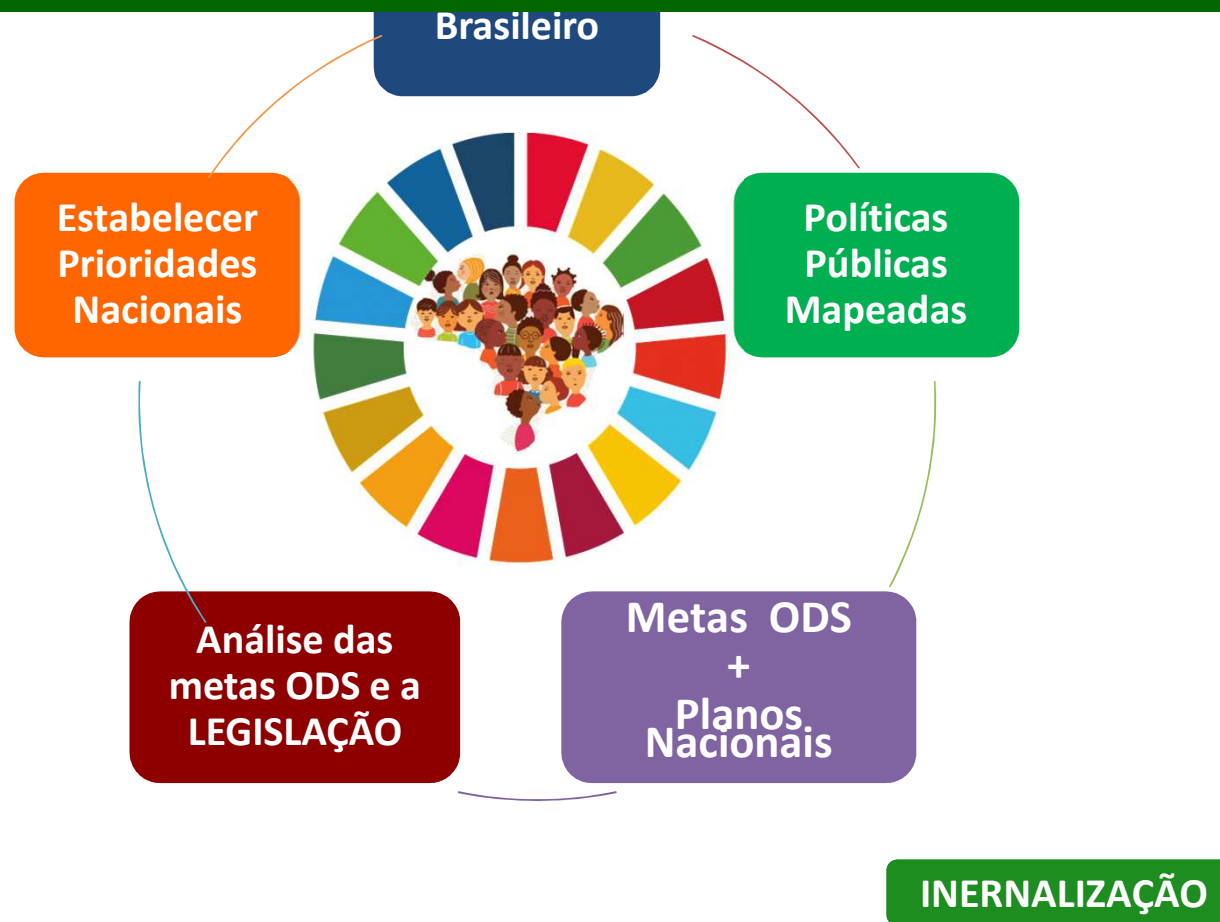 Brasileiro
Estabelecer
Prioridades
Nacionais
Políticas
Públicas
Mapeadas
Análise das
metas ODS e a
LEGISLAÇÃO
Metas ODS
+
Planos
Nacionais
INERNALIZAÇÃO